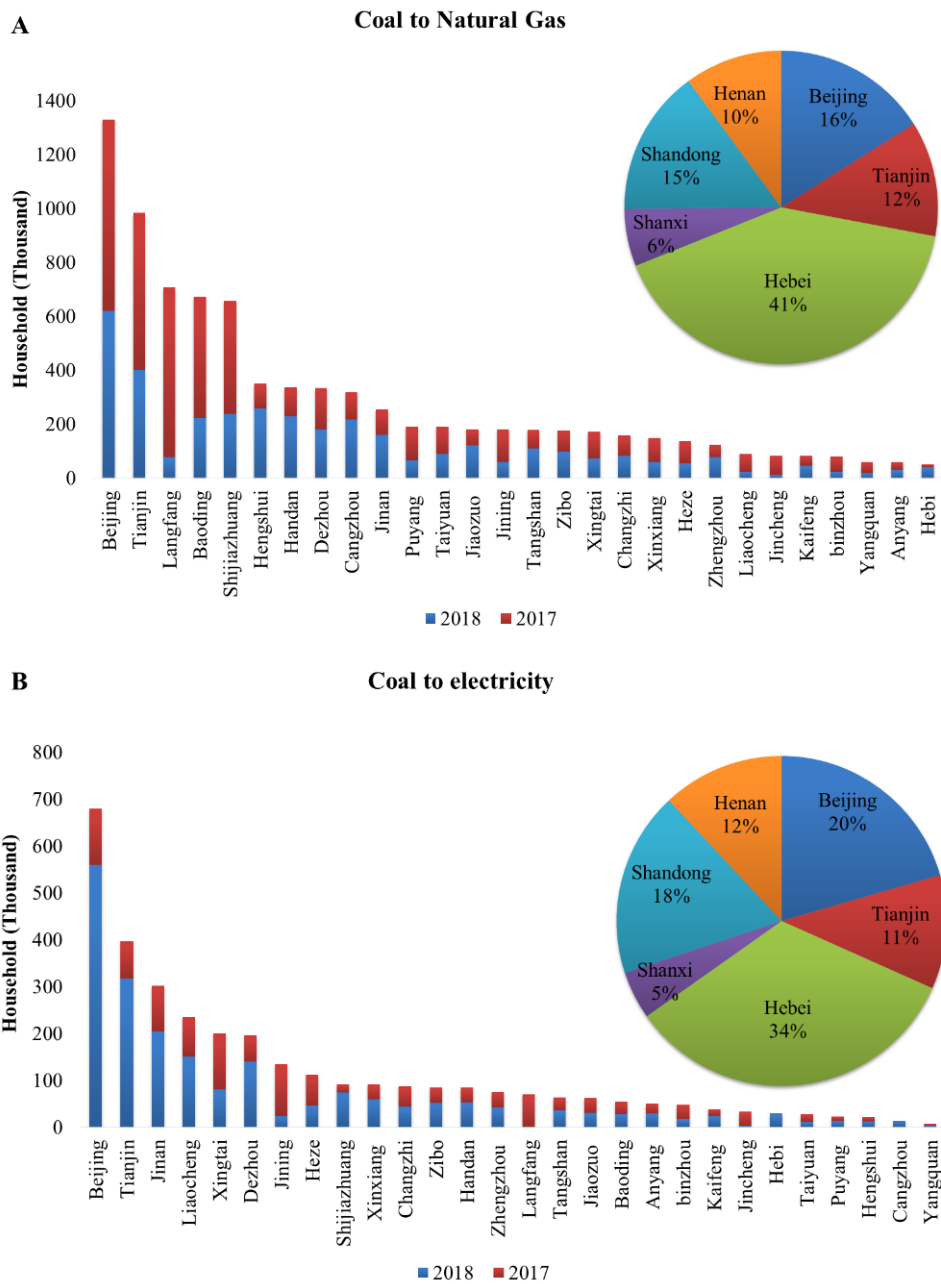 A
Coal to Natural Gas
Household (Thousand)
1400
1200
1000
800
600
400
200
0
Beijing
Tianjin
Langfang
Baoding
Shijiazhuang
Hengshui
Handan
Dezhou
Cangzhou
Jinan
Puyang
Taiyuan
Jiaozuo
Jining
Tangshan
Zibo
Xingtai
Changzhi
Xinxiang
Heze
Zhengzhou
Liaocheng
Jincheng
Kaifeng
binzhou
Yangquan
Anyang
Hebi
2018
2017
Beijing
16%
Tianjin
12%
Hebei
41%
Shanxi
6%
Shandong
15%
Henan
10%
B
Coal to electricity
Household (Thousand)
800
700
600
500
400
300
200
100
0
Beijing
Tianjin
Jinan
Liaocheng
Xingtai
Dezhou
Jining
Heze
Shijiazhuang
Xinxiang
Changzhi
Zibo
Handan
Zhengzhou
Langfang
Tangshan
Jiaozuo
Baoding
Anyang
binzhou
Kaifeng
Jincheng
Hebi
Taiyuan
Puyang
Hengshui
Cangzhou
Yangquan
2018
2017
Beijing
20%
Tianjin
11%
Hebei
34%
Shanxi
5%
Shandong
18%
Henan
12%